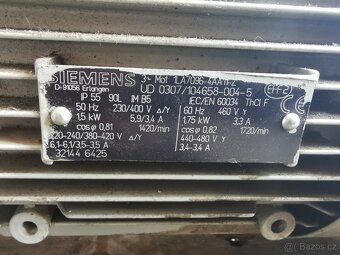 SIEMENS
3~ Mot 1LA7096-4AA11-Z
D-91056 Erlangen
UD 0307/104658-004-5
IP 55 90L IM B5
IEC/EN 60034 ThCl.F
50 Hz 230/400 V Δ/Y
60 Hz 460 V Y
1,5 kW 5,9/3,4 A
1,75 kW 3,3 A
cosφ 0,81 1420/min
cosφ 0,82 1720/min
220-240/380-420 V Δ/Y
440-480 V Y
6,1-6,1/3,5-3,5 A
3,4-3,4 A
32144 6425
CE
Bazoš.cz